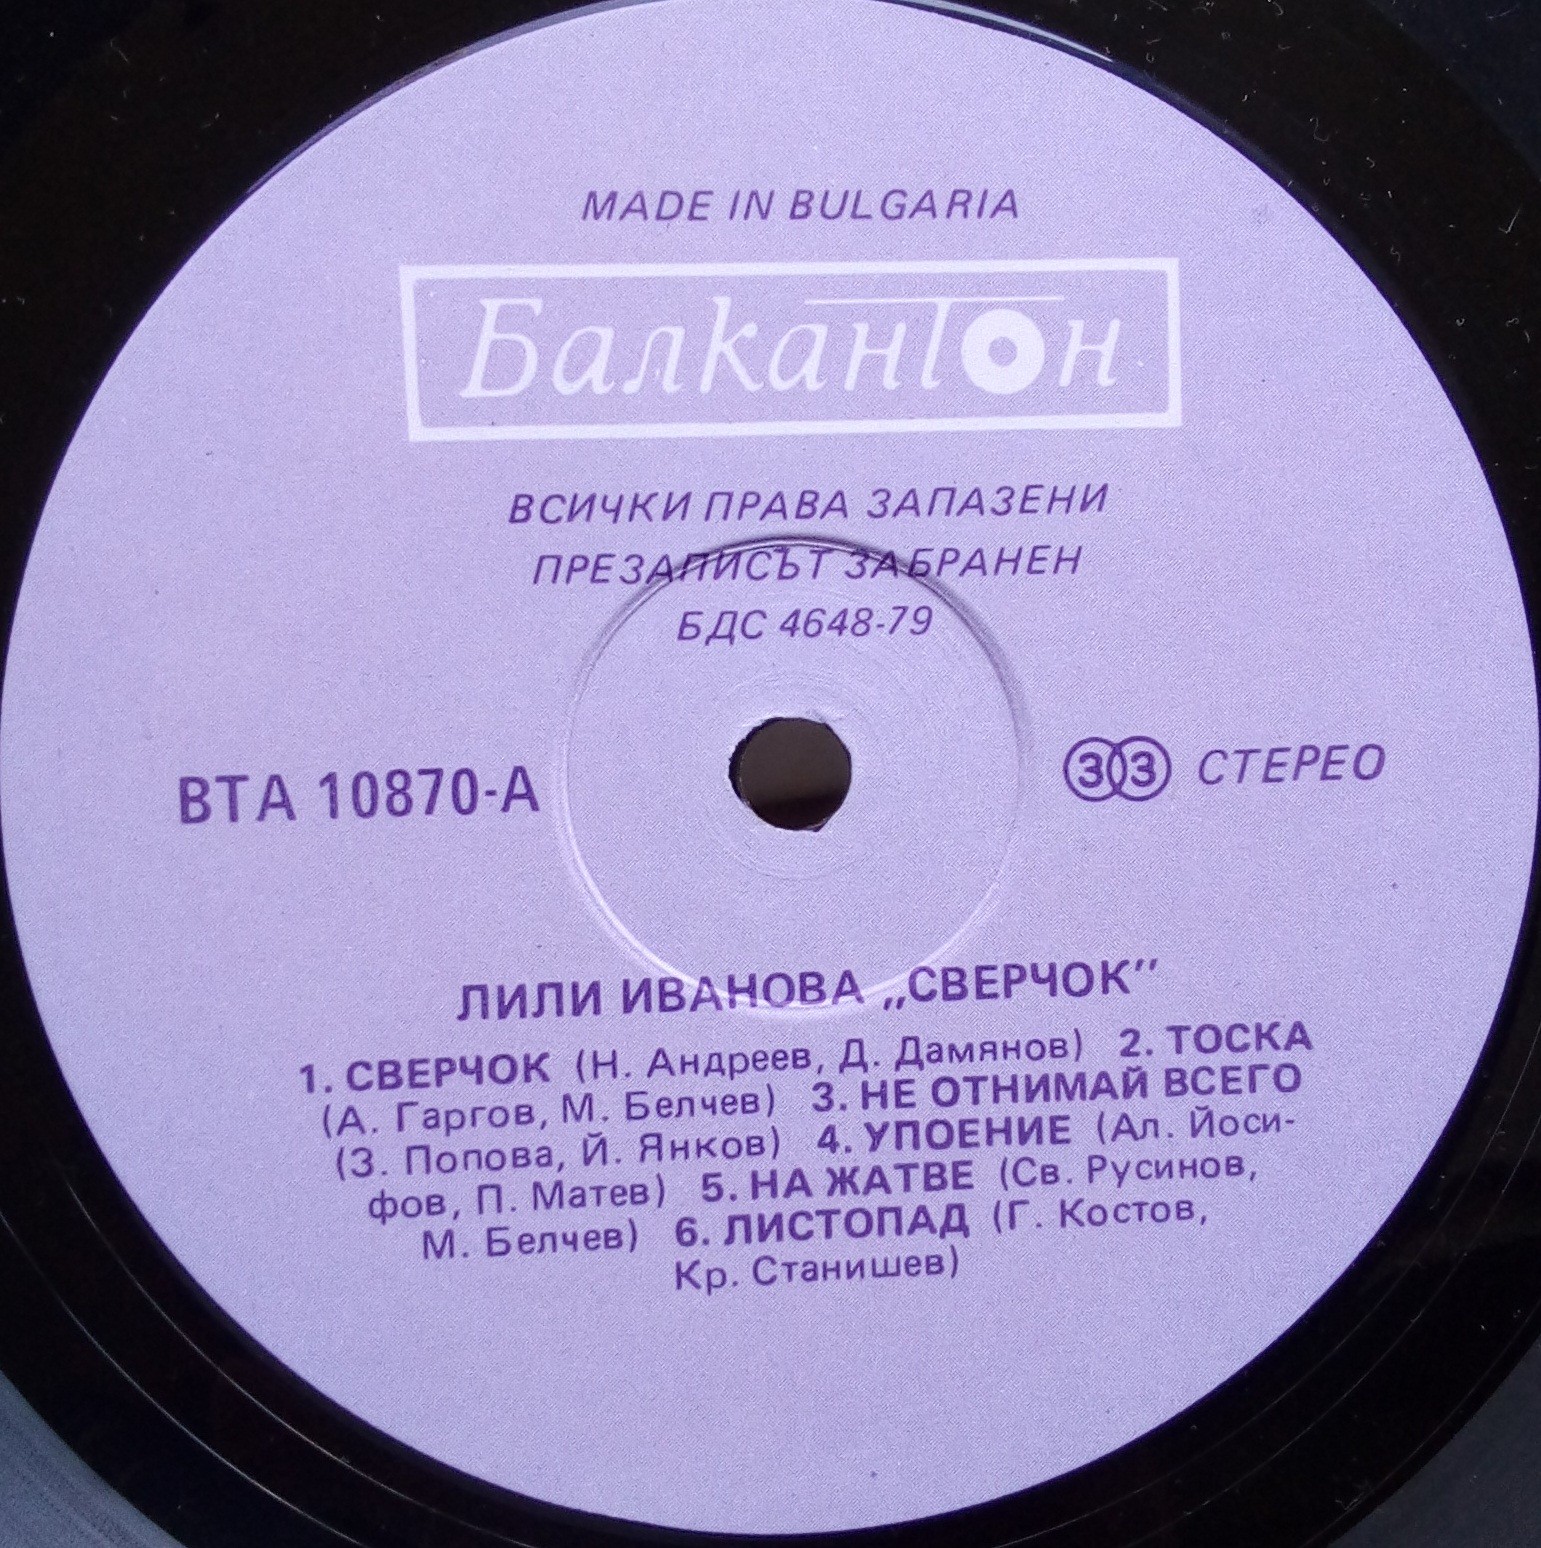 MADE IN BULGARIA
Балкантон
ВСИЧКИ ПРАВА ЗАПАЗЕНИ
ПРЕЗАПИСЪТ ЗАБРАНЕН
БДС 4648-79
ВТА 10870-А
33 СТЕРЕО
ЛИЛИ ИВАНОВА „СВЕРЧОК"
1. СВЕРЧОК (Н. Андреев, Д. Дамянов) 2. ТОСКА
(А. Гаргов, М. Белчев) 3. НЕ ОТНИМАЙ ВСЕГО
(З. Попова, Й. Янков) 4. УПОЕНИЕ (Ал. Йоси-
фов, П. Матев) 5. НА ЖАТВЕ (Св. Русинов,
М. Белчев) 6. ЛИСТОПАД (Г. Костов,
Кр. Станишев)